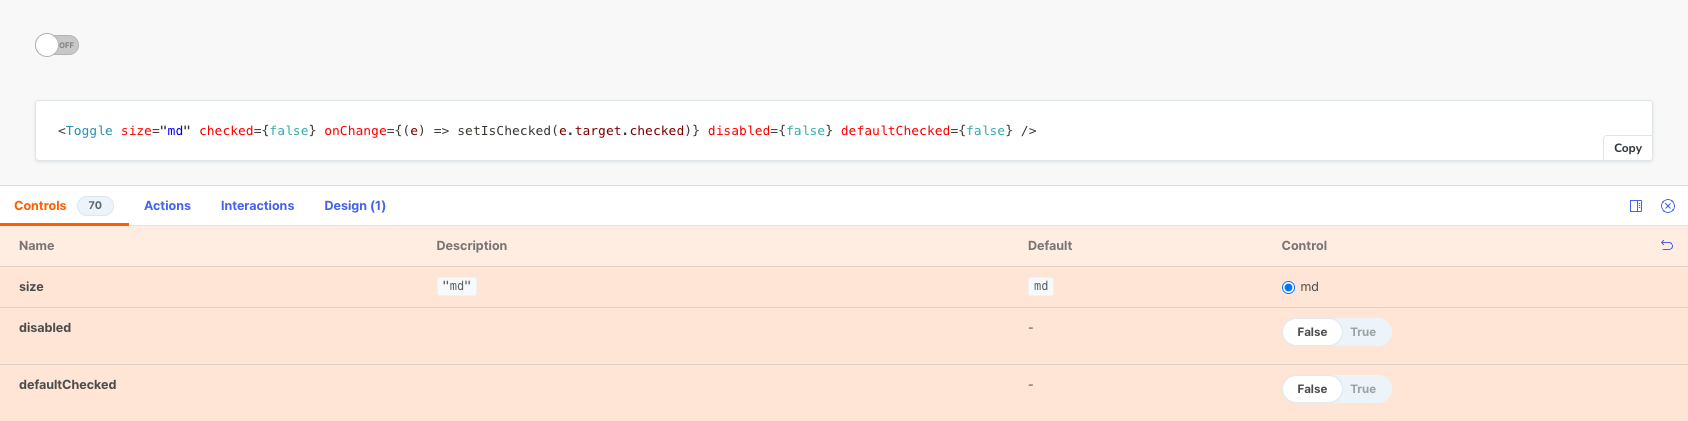 OFF
<Toggle size="md" checked={false} onChange={(e) => setIsChecked(e.target.checked)} disabled={false} defaultChecked={false} />
Copy
Controls 70 Actions Interactions Design (1)
Name Description Default Control
size "md" md md
disabled - False True
defaultChecked - False True